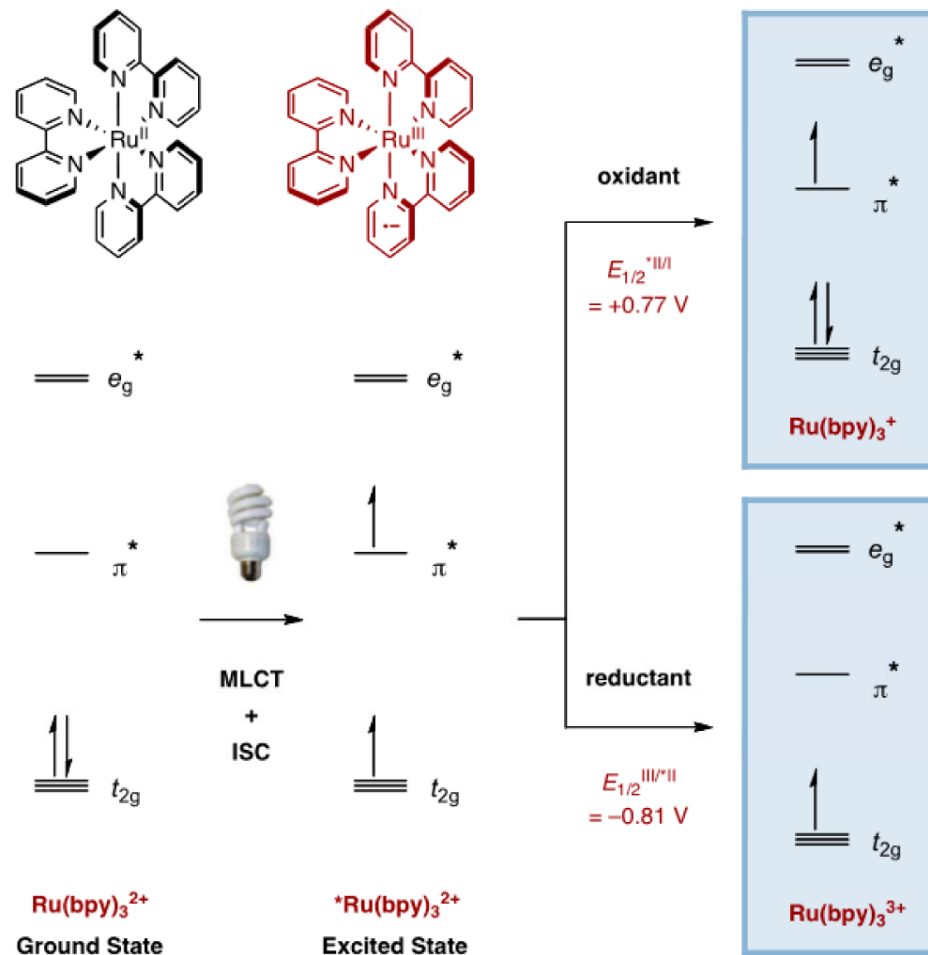 N
N
N
Ru^II
N
N
N
N
N
N
Ru^III
N
N
N
•−
e_g^*
π^*
t_2g
Ru(bpy)_3^2+
Ground State
MLCT
+
ISC
e_g^*
π^*
t_2g
*Ru(bpy)_3^2+
Excited State
oxidant
E_1/2^*II/I
= +0.77 V
reductant
E_1/2^III/*II
= −0.81 V
e_g^*
π^*
t_2g
Ru(bpy)_3^+
e_g^*
π^*
t_2g
Ru(bpy)_3^3+